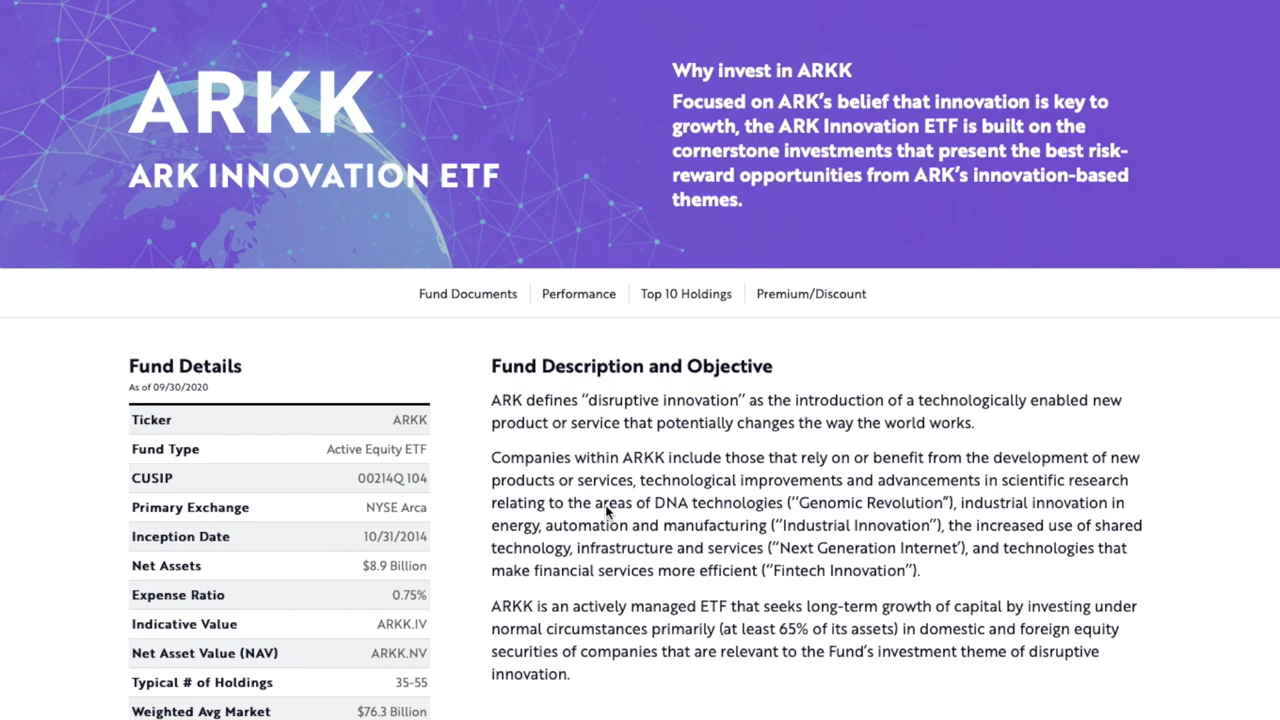 ARKK
ARK INNOVATION ETF
Why invest in ARKK
Focused on ARK's belief that innovation is key to
growth, the ARK Innovation ETF is built on the
cornerstone investments that present the best risk-
reward opportunities from ARK's innovation-based
themes.
Fund Documents
Performance
Top 10 Holdings
Premium/Discount
Fund Details
As of 09/30/2020
Ticker ARKK
Fund Type Active Equity ETF
CUSIP 00214Q 104
Primary Exchange NYSE Arca
Inception Date 10/31/2014
Net Assets $8.9 Billion
Expense Ratio 0.75%
Indicative Value ARKK.IV
Net Asset Value (NAV) ARKK.NV
Typical # of Holdings 35-55
Weighted Avg Market $76.3 Billion
Fund Description and Objective
ARK defines ‘‘disruptive innovation’’ as the introduction of a technologically enabled new
product or service that potentially changes the way the world works.
Companies within ARKK include those that rely on or benefit from the development of new
products or services, technological improvements and advancements in scientific research
relating to the areas of DNA technologies (‘‘Genomic Revolution”), industrial innovation in
energy, automation and manufacturing (“Industrial Innovation”), the increased use of shared
technology, infrastructure and services (“Next Generation Internet’), and technologies that
make financial services more efficient (“Fintech Innovation”).
ARKK is an actively managed ETF that seeks long-term growth of capital by investing under
normal circumstances primarily (at least 65% of its assets) in domestic and foreign equity
securities of companies that are relevant to the Fund’s investment theme of disruptive
innovation.